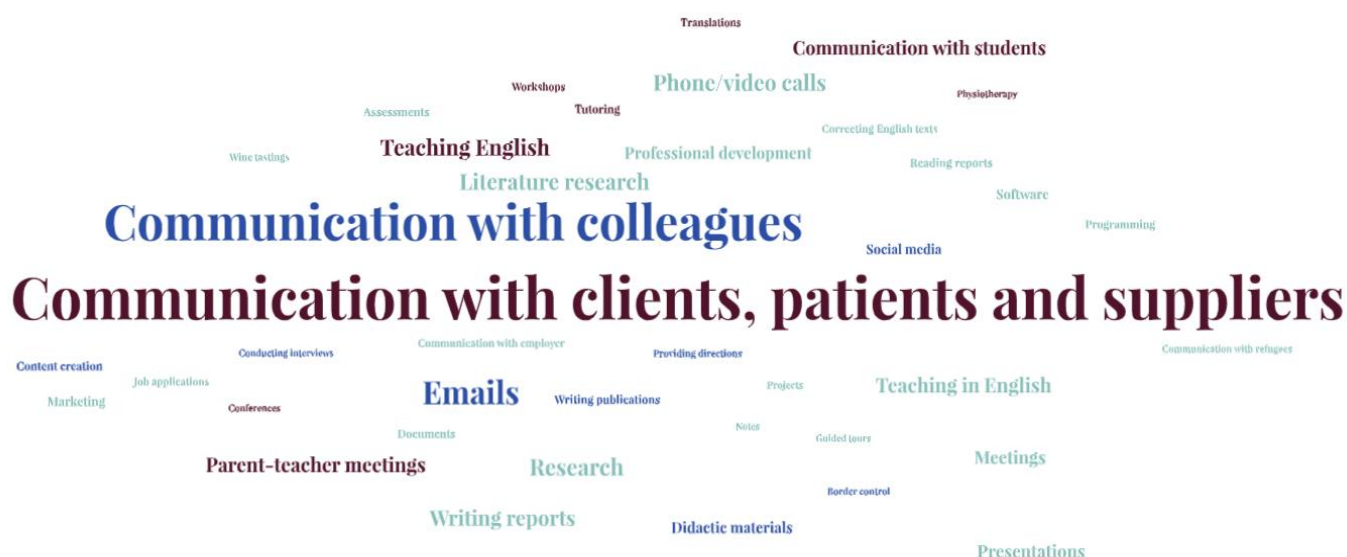 Translations
Communication with students
Phone/video calls
Workshops
Physiotherapy
Tutoring
Assessments
Correcting English texts
Teaching English
Professional development
Wine tastings
Reading reports
Literature research
Software
Communication with colleagues
Programming
Social media
Communication with clients, patients and suppliers
Communication with employer
Conducting interviews
Providing directions
Communication with refugees
Content creation
Job applications
Emails
Projects
Teaching in English
Marketing
Conferences
Writing publications
Notes
Documents
Guided tours
Parent-teacher meetings
Research
Meetings
Border control
Writing reports
Didactic materials
Presentations